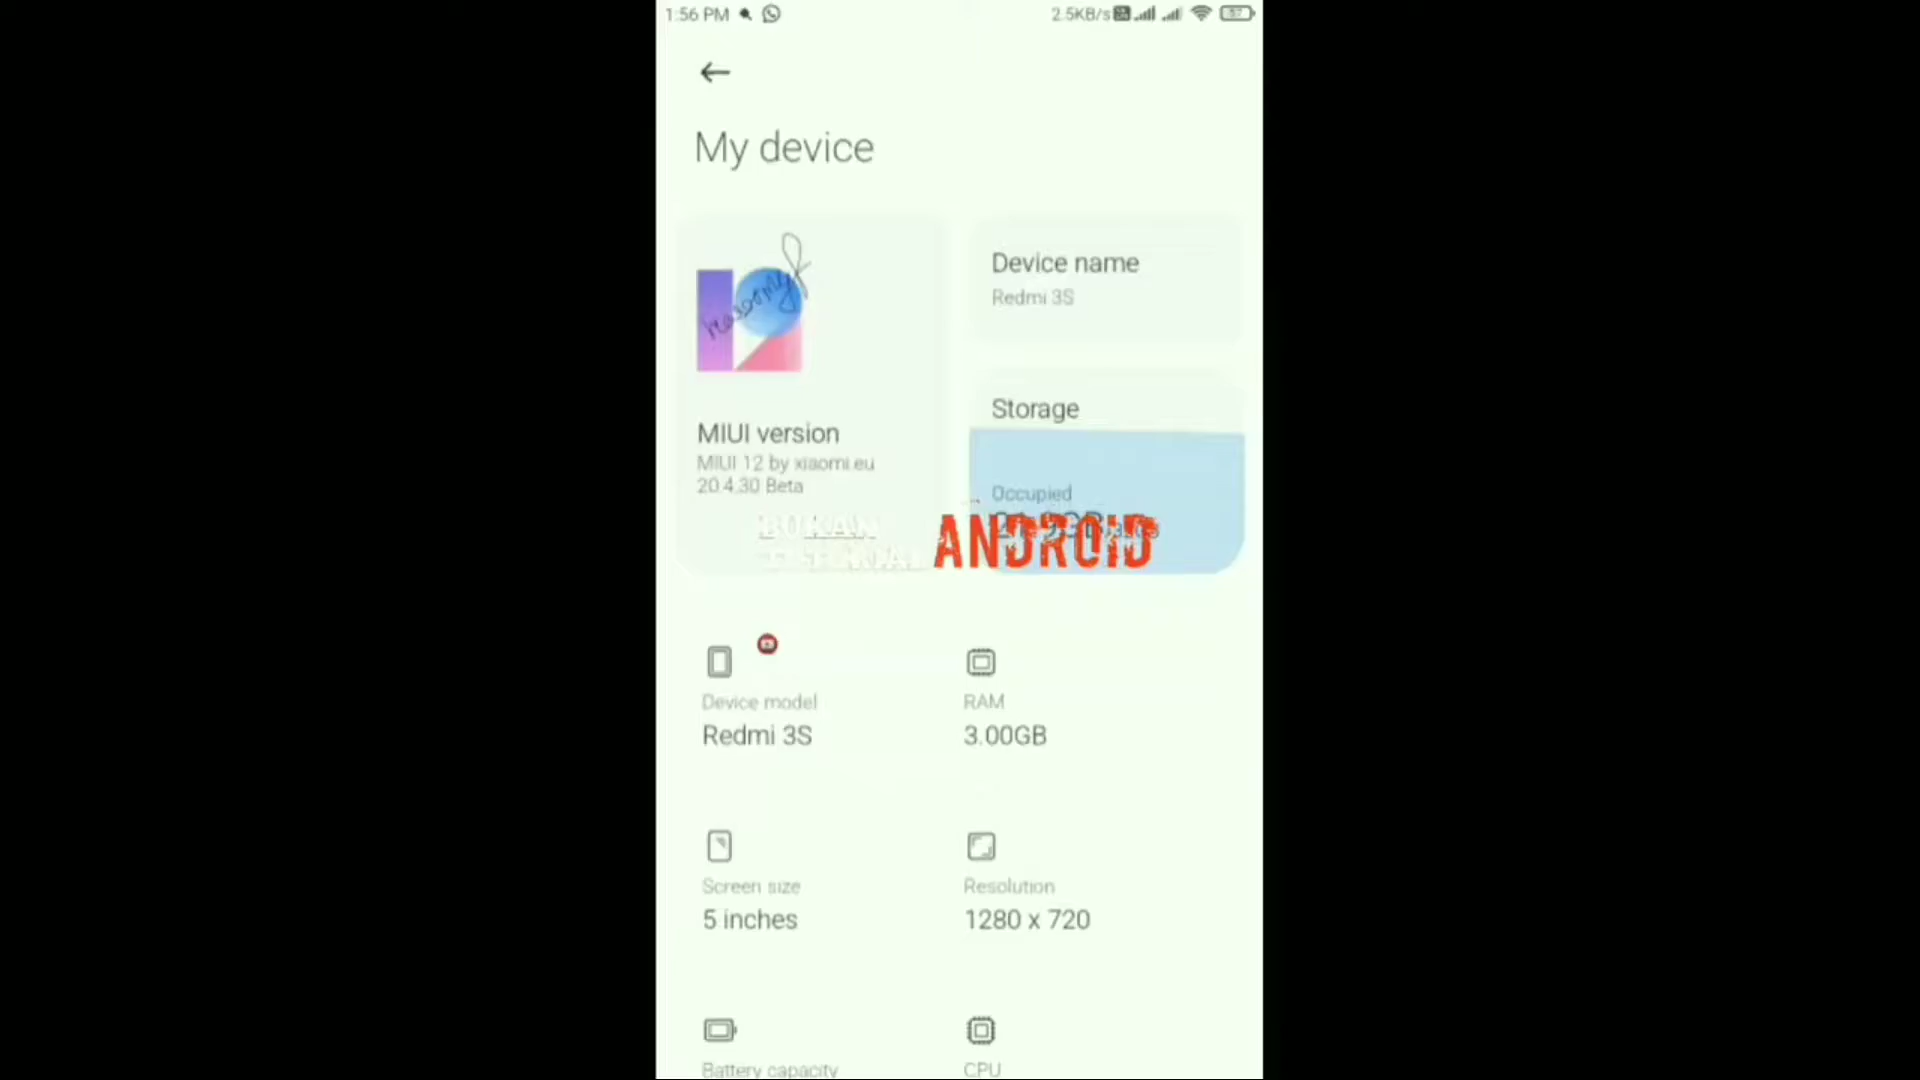 1:56 PM
2.5KB/s
57
My device
Device name
Redmi 3S
MIUI version
MIUI 12 by xiaomi.eu
20.4.30 Beta
Storage
Occupied
BUKAN
ANDROID
Device model
Redmi 3S
RAM
3.00GB
Screen size
5 inches
Resolution
1280 x 720
Battery capacity
CPU